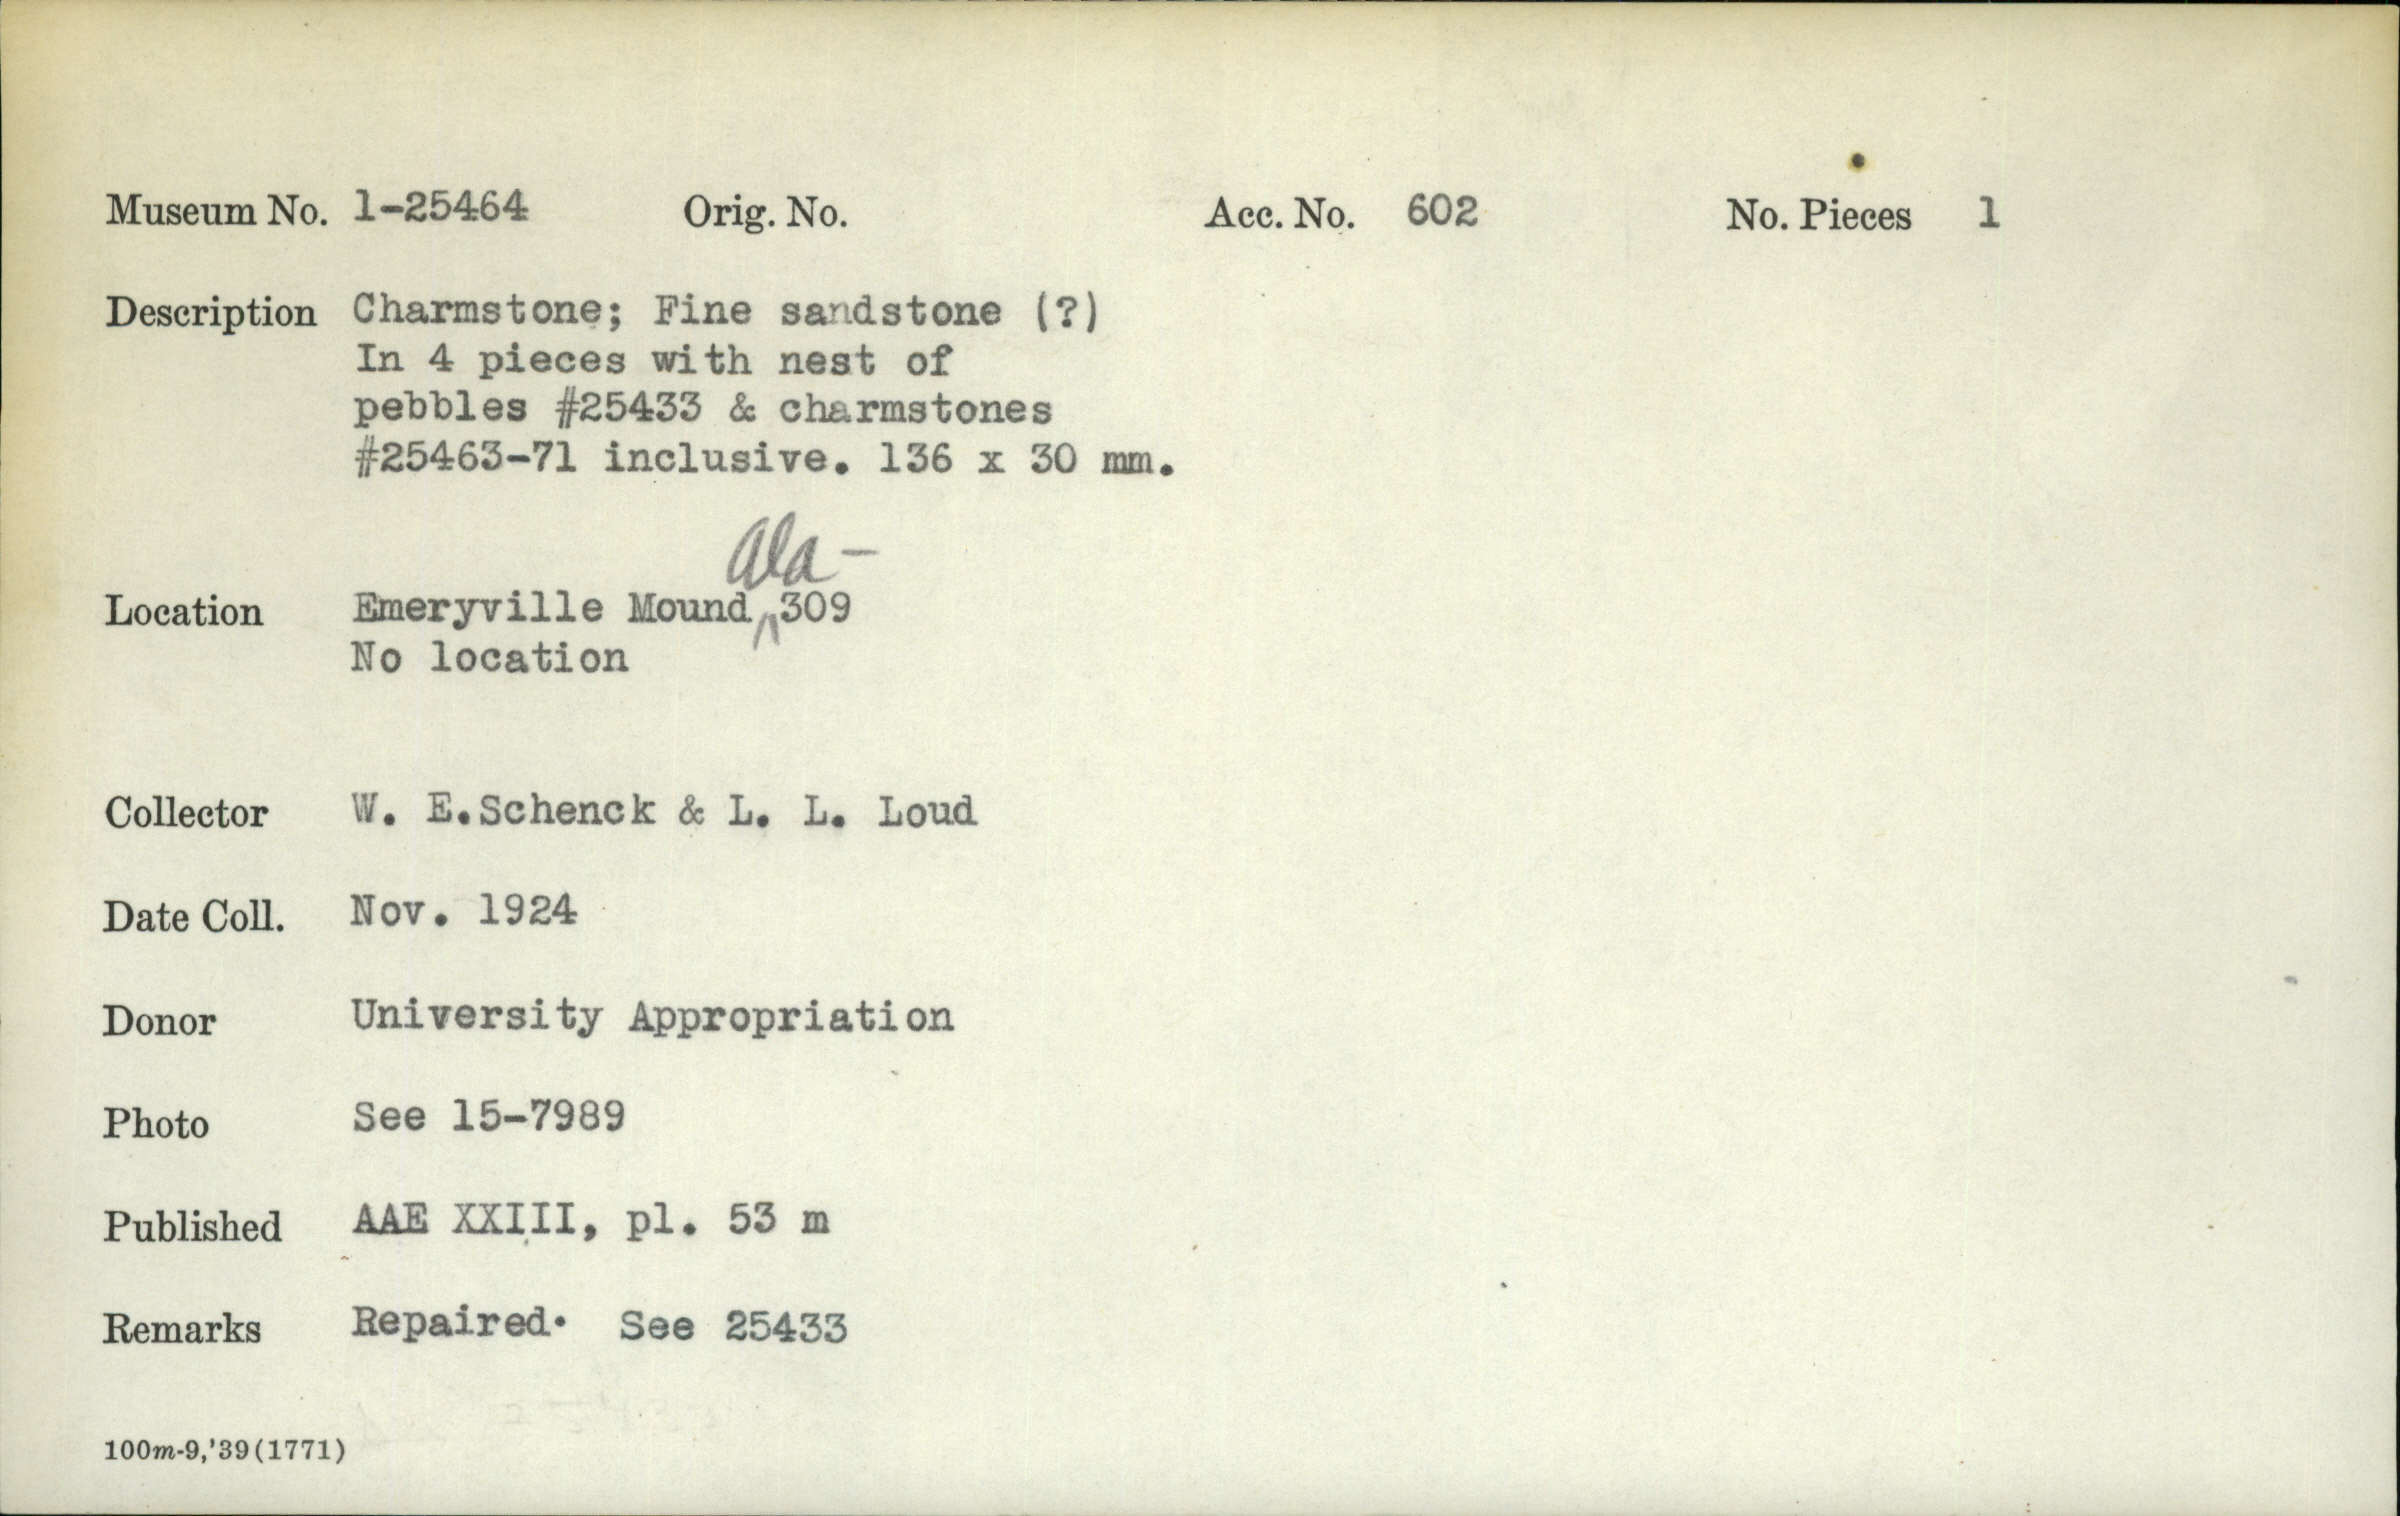 Museum No. 1-25464 Orig. No. Acc. No. 602 No. Pieces 1
Description Charmstone; Fine sandstone (?)
In 4 pieces with nest of
pebbles #25433 & charmstones
#25463-71 inclusive. 136 x 30 mm.
Ala-
Location Emeryville Mound 309
No location
Collector W. E.Schenck & L. L. Loud
Date Coll. Nov. 1924
Donor University Appropriation
Photo See 15-7989
Published AAE XXIII, pl. 53 m
Remarks Repaired. See 25433
100m-9,'39(1771)